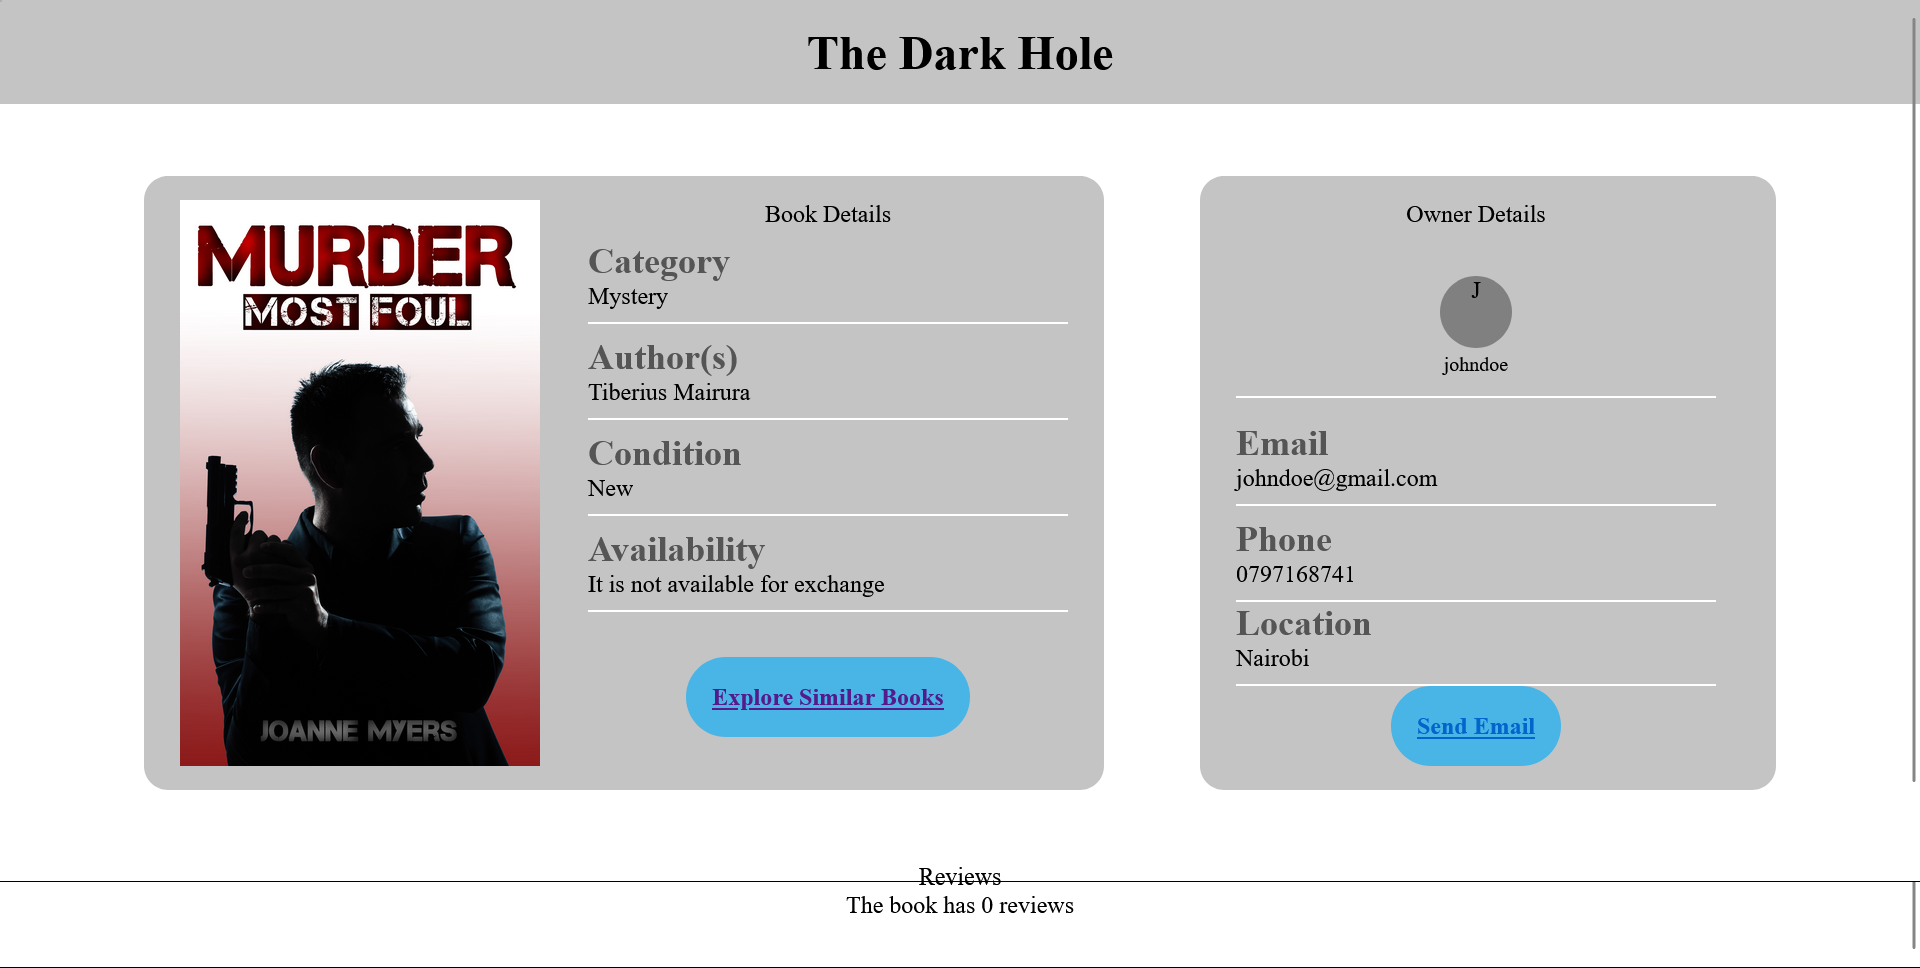 The Dark Hole
MURDER
MOST FOUL
JOANNE MYERS
Book Details
Category
Mystery
Author(s)
Tiberius Mairura
Condition
New
Availability
It is not available for exchange
Explore Similar Books
Owner Details
J
johndoe
Email
johndoe@gmail.com
Phone
0797168741
Location
Nairobi
Send Email
Reviews
The book has 0 reviews